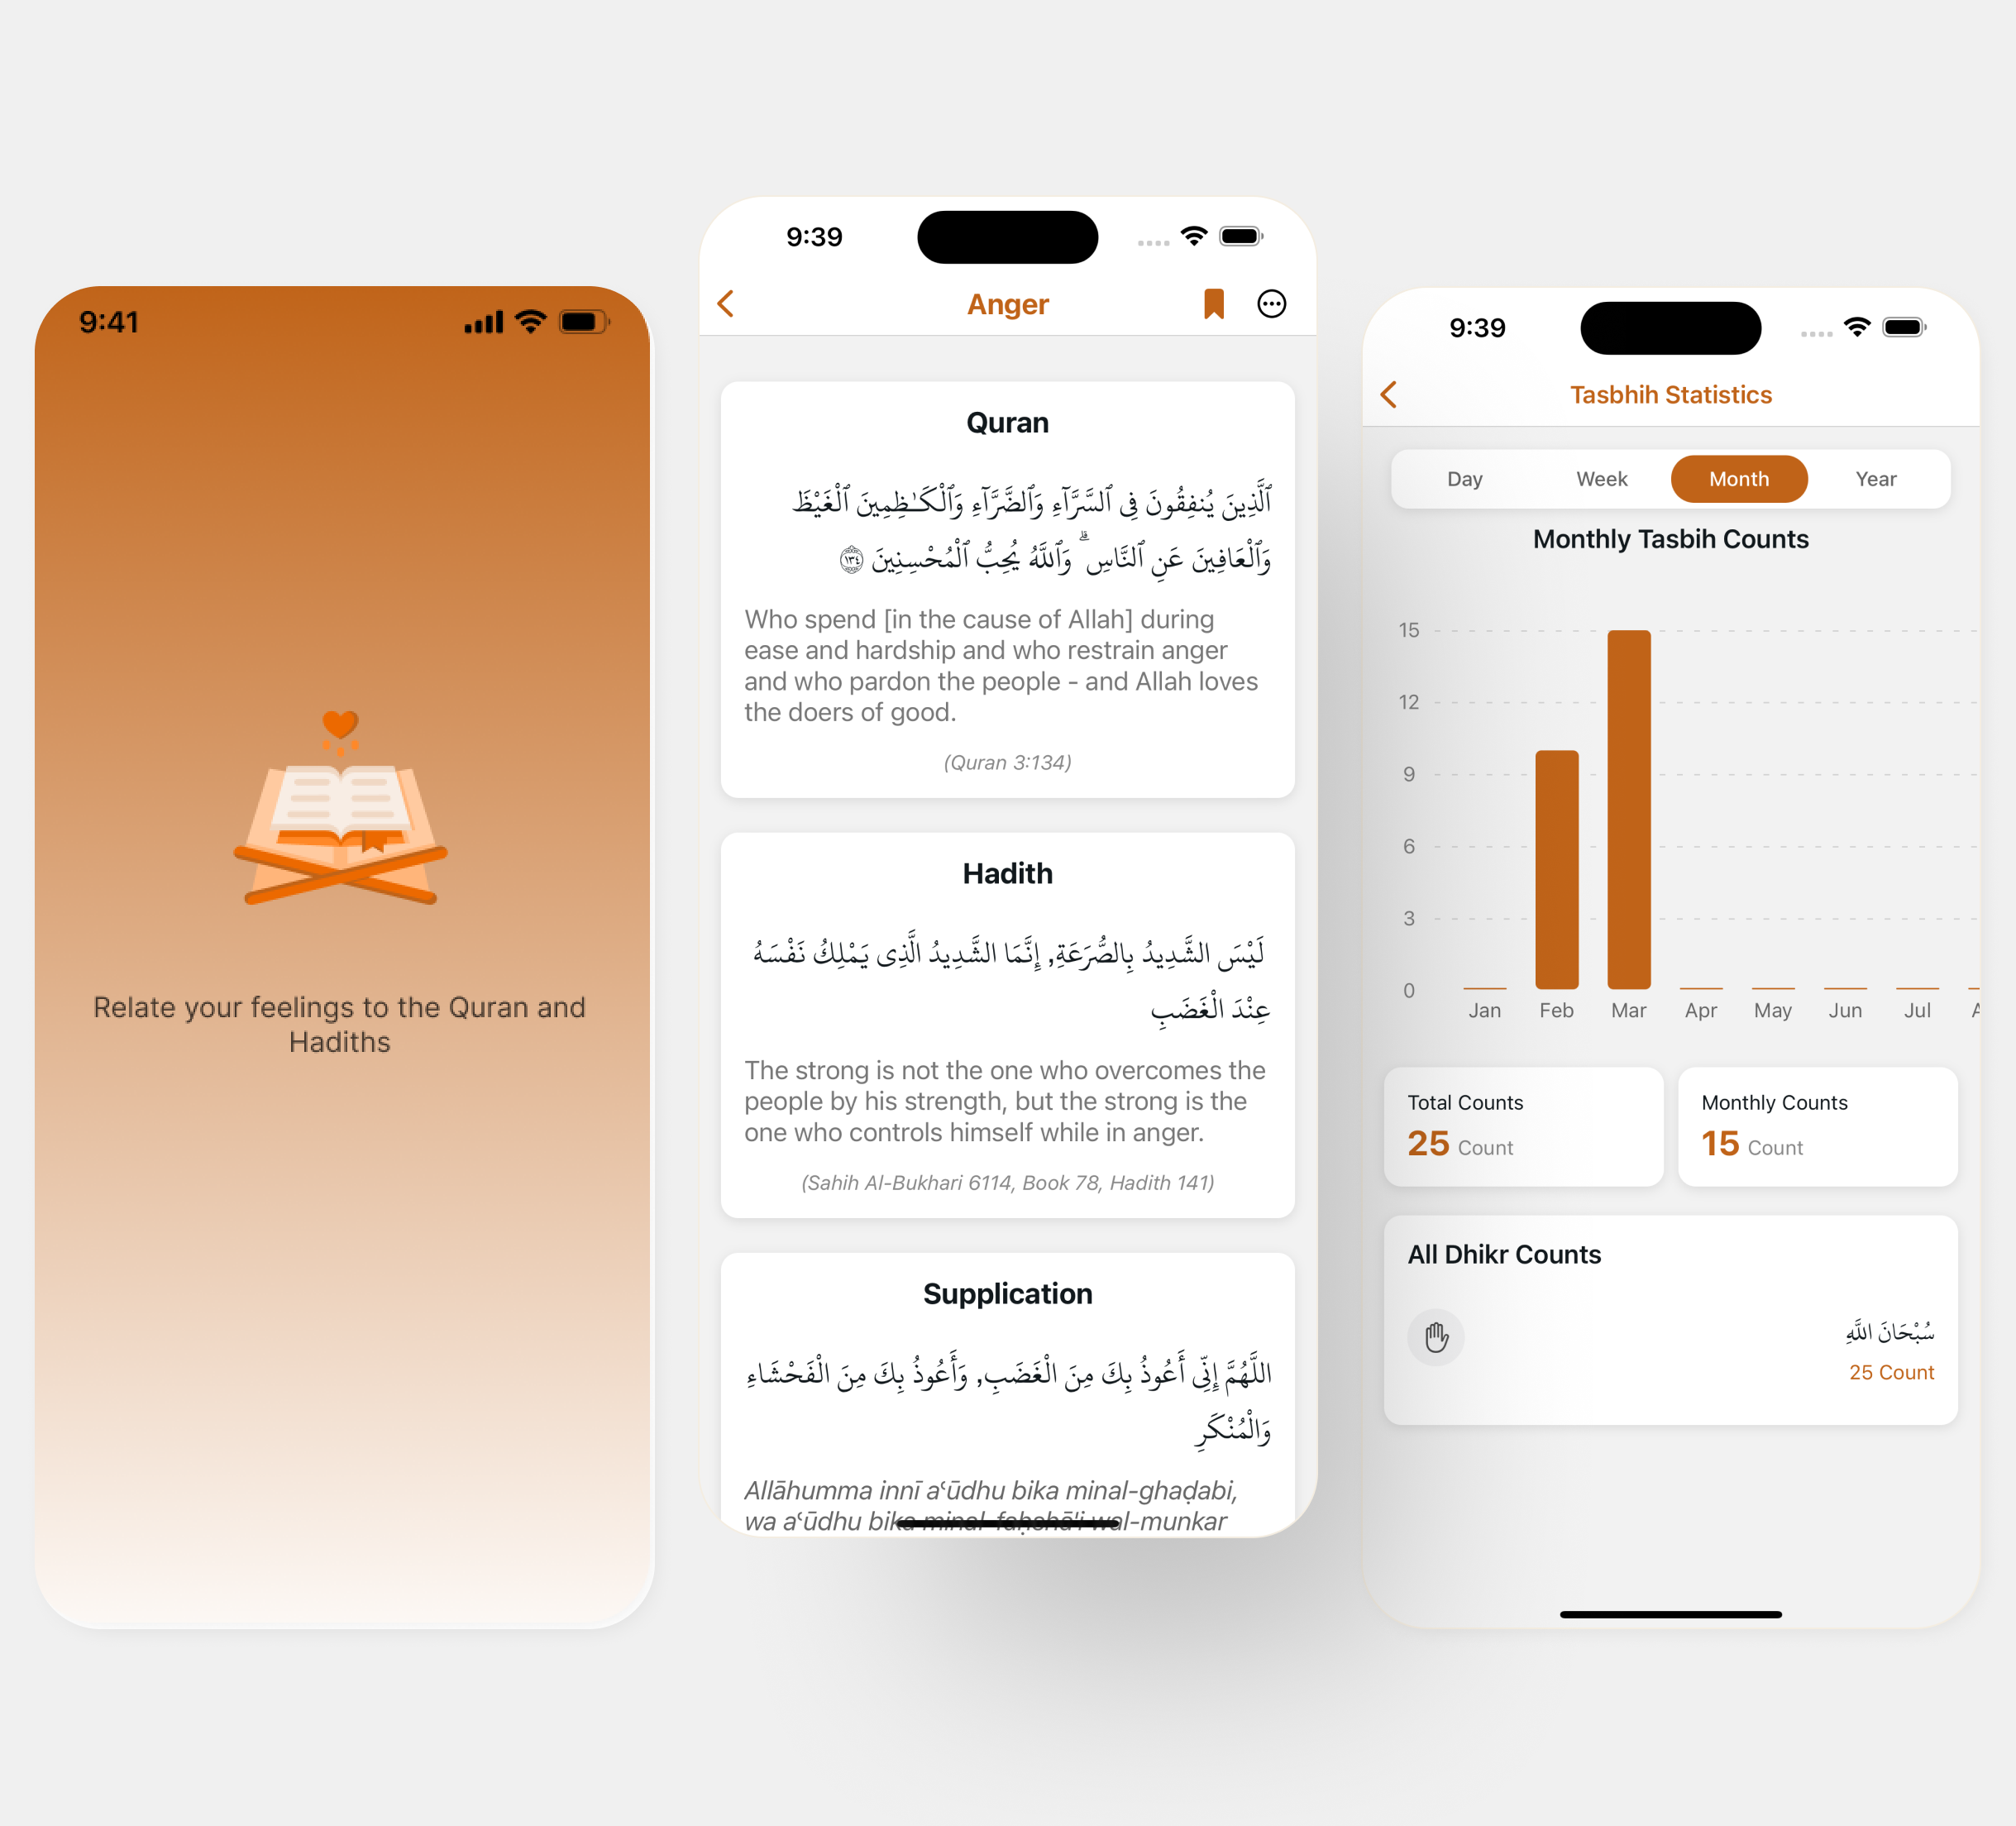 9:41
Relate your feelings to the Quran and
Hadiths
9:39
Anger
Quran
ٱلَّذِينَ يُنفِقُونَ فِى ٱلسَّرَّآءِ وَٱلضَّرَّآءِ وَٱلْكَـٰظِمِينَ ٱلْغَيْظَ
وَٱلْعَافِينَ عَنِ ٱلنَّاسِ ۗ وَٱللَّهُ يُحِبُّ ٱلْمُحْسِنِينَ ١٣٤
Who spend [in the cause of Allah] during
ease and hardship and who restrain anger
and who pardon the people - and Allah loves
the doers of good.
(Quran 3:134)
Hadith
لَيْسَ الشَّدِيدُ بِالصُّرَعَةِ, إِنَّمَا الشَّدِيدُ الَّذِى يَمْلِكُ نَفْسَهُ
عِنْدَ الْغَضَبِ
The strong is not the one who overcomes the
people by his strength, but the strong is the
one who controls himself while in anger.
(Sahih Al-Bukhari 6114, Book 78, Hadith 141)
Supplication
اللَّهُمَّ إِنِّى أَعُوذُ بِكَ مِنَ الْغَضَبِ, وَأَعُوذُ بِكَ مِنَ الْفَحْشَاءِ
وَالْمُنْكَرِ
Allāhumma innī aʿūdhu bika minal-ghaḍabi,
wa aʿūdhu bika minal-faḥshā'i wal-munkar
9:39
Tasbhih Statistics
Day Week Month Year
Monthly Tasbih Counts
15
12
9
6
3
0
Jan Feb Mar Apr May Jun Jul A
Total Counts
25 Count
Monthly Counts
15 Count
All Dhikr Counts
سُبْحَانَ اللَّهِ
25 Count